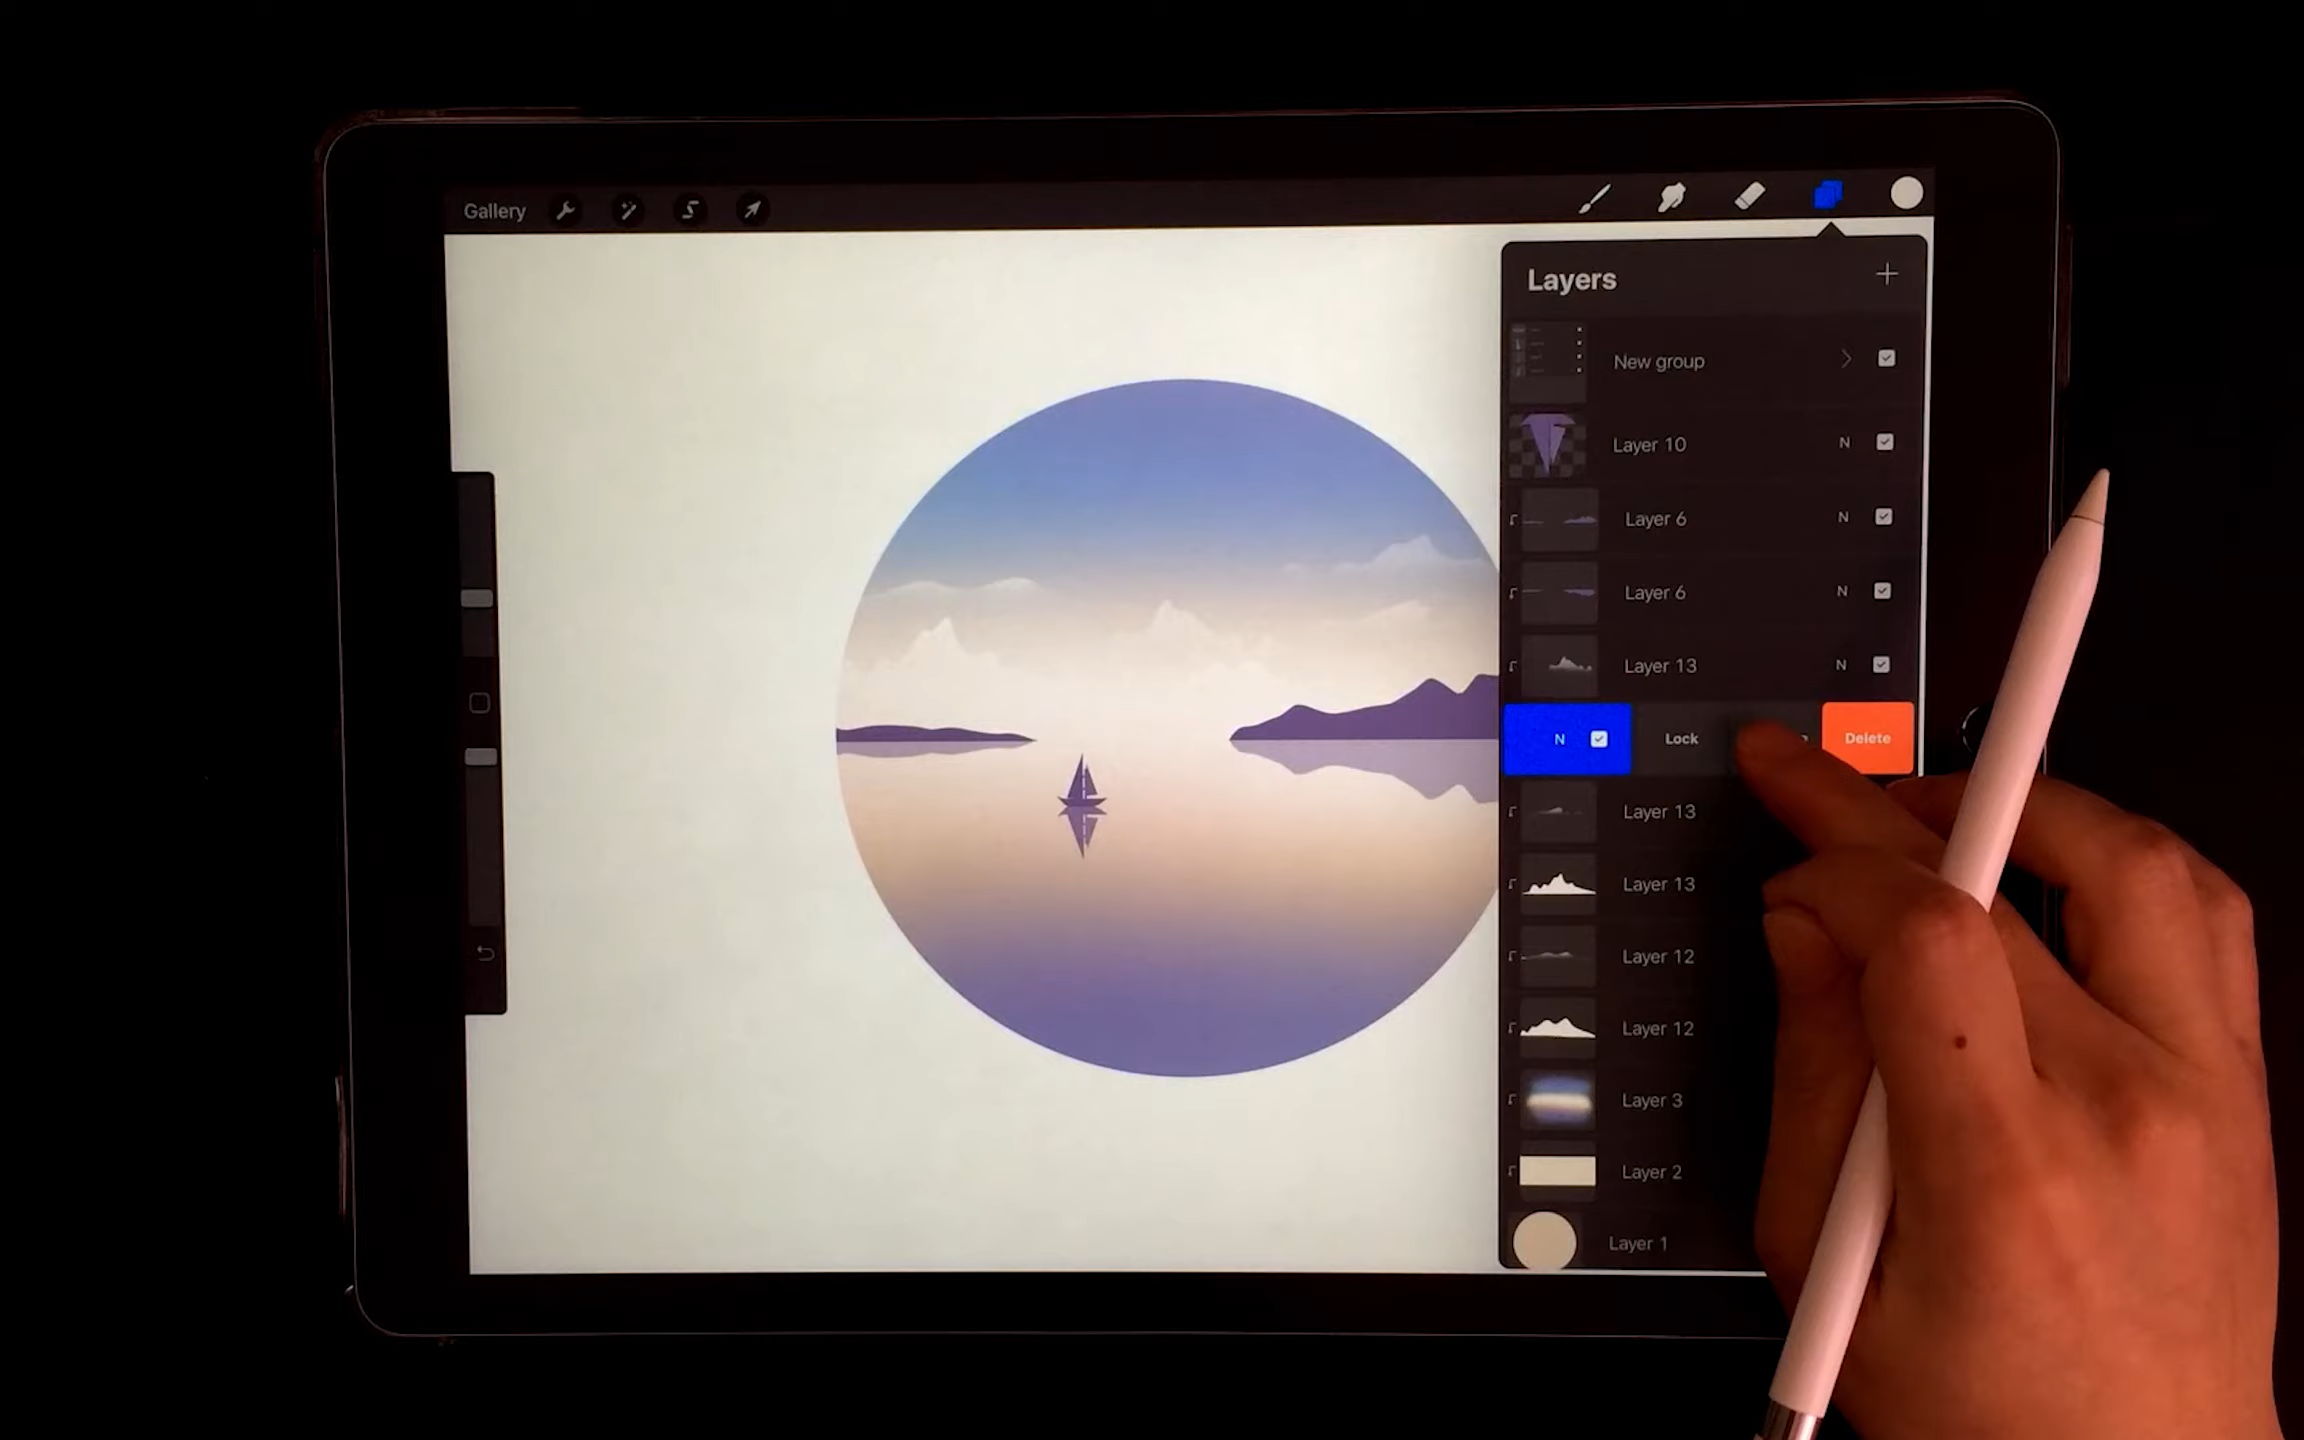 Gallery
Layers
New group
Layer 10 N
Layer 6 N
Layer 6 N
Layer 13 N
N Lock Delete
Layer 13
Layer 13
Layer 12
Layer 12
Layer 3
Layer 2
Layer 1